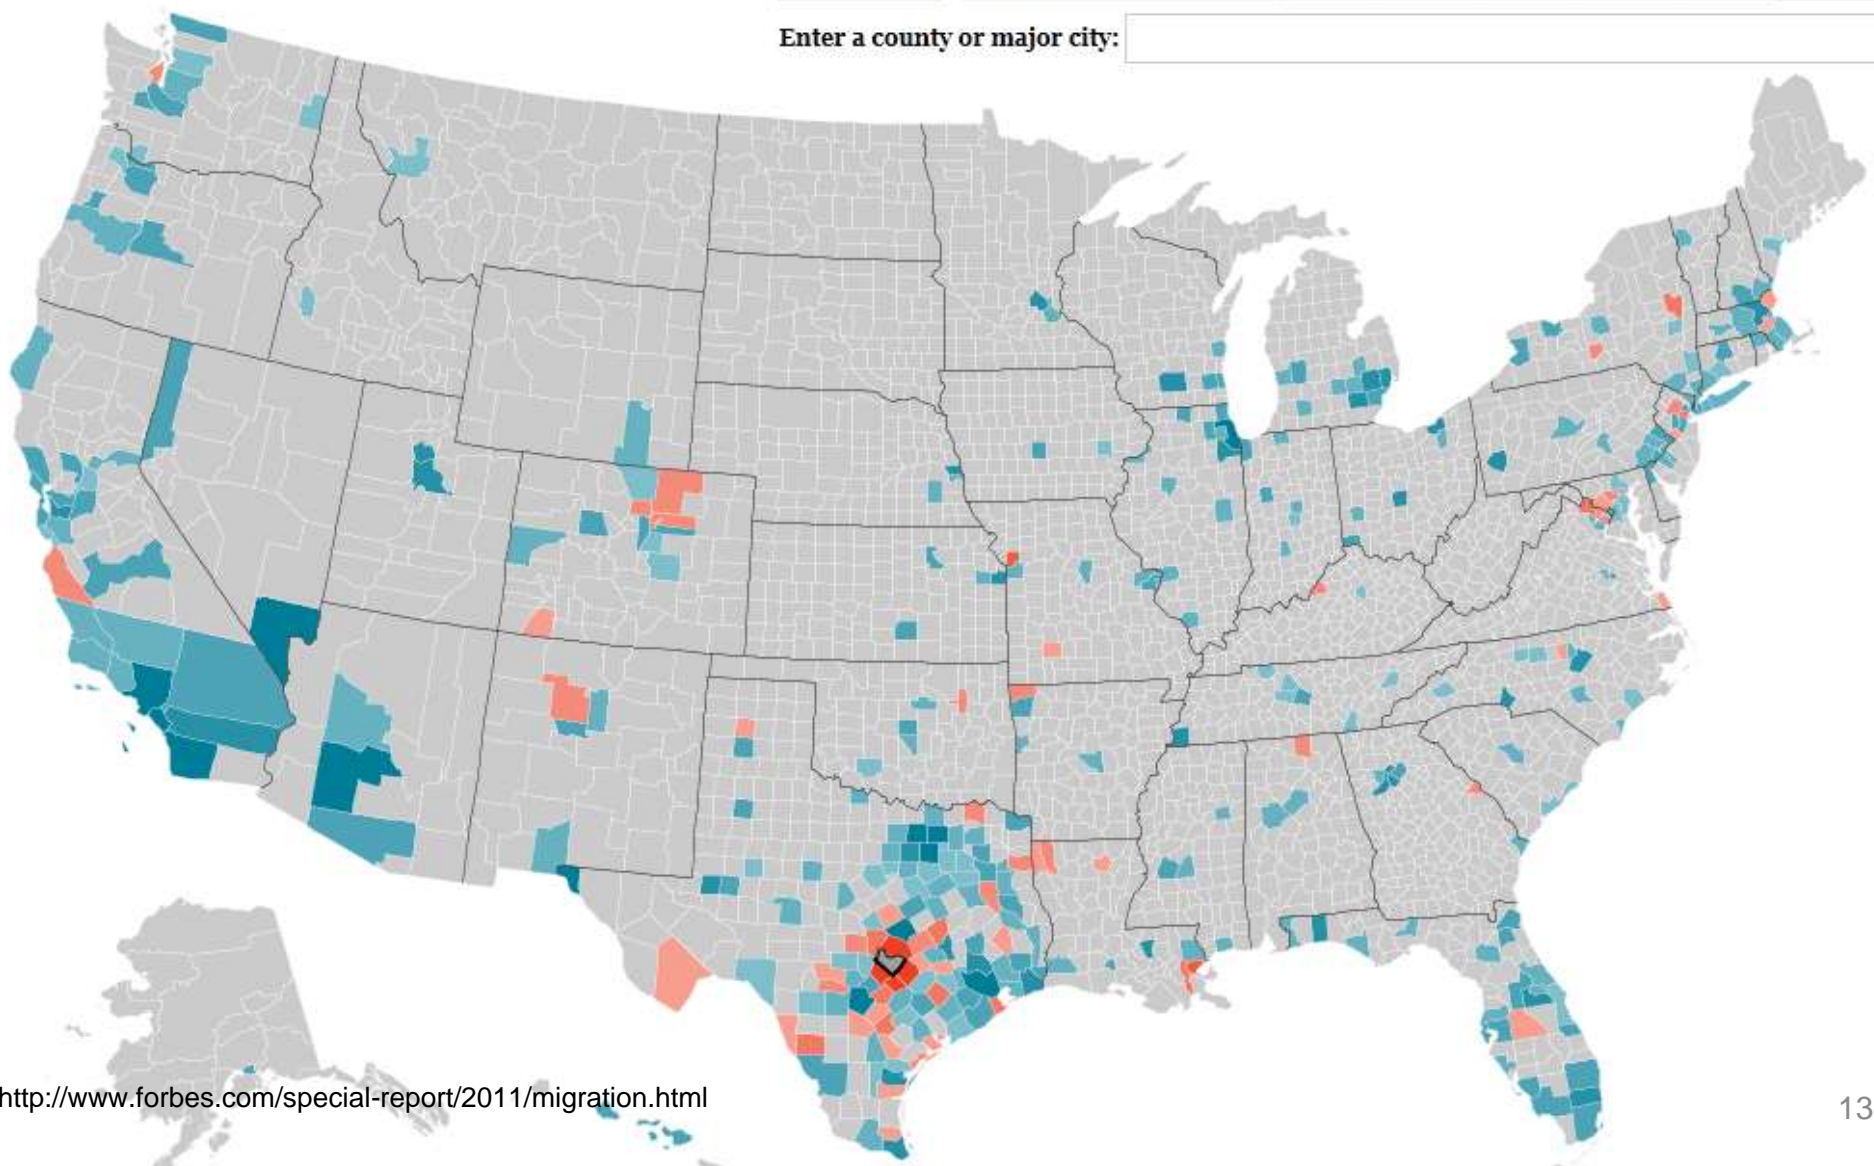 Enter a county or major city:
http://www.forbes.com/special-report/2011/migration.html
13